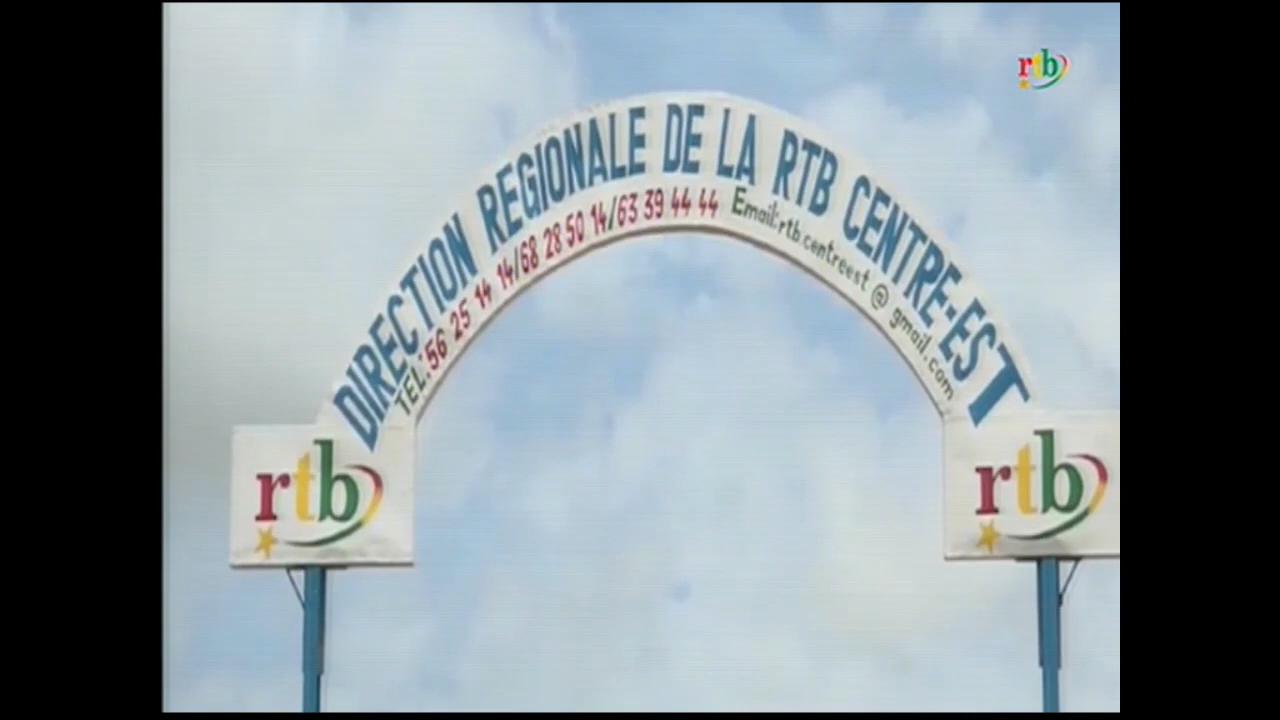 rtb
DIRECTION REGIONALE DE LA RTB CENTRE-EST
TEL:56 25 14 14/68 28 50 14/63 39 44 44 Email:rtb.centreest @ gmail.com
rtb
rtb